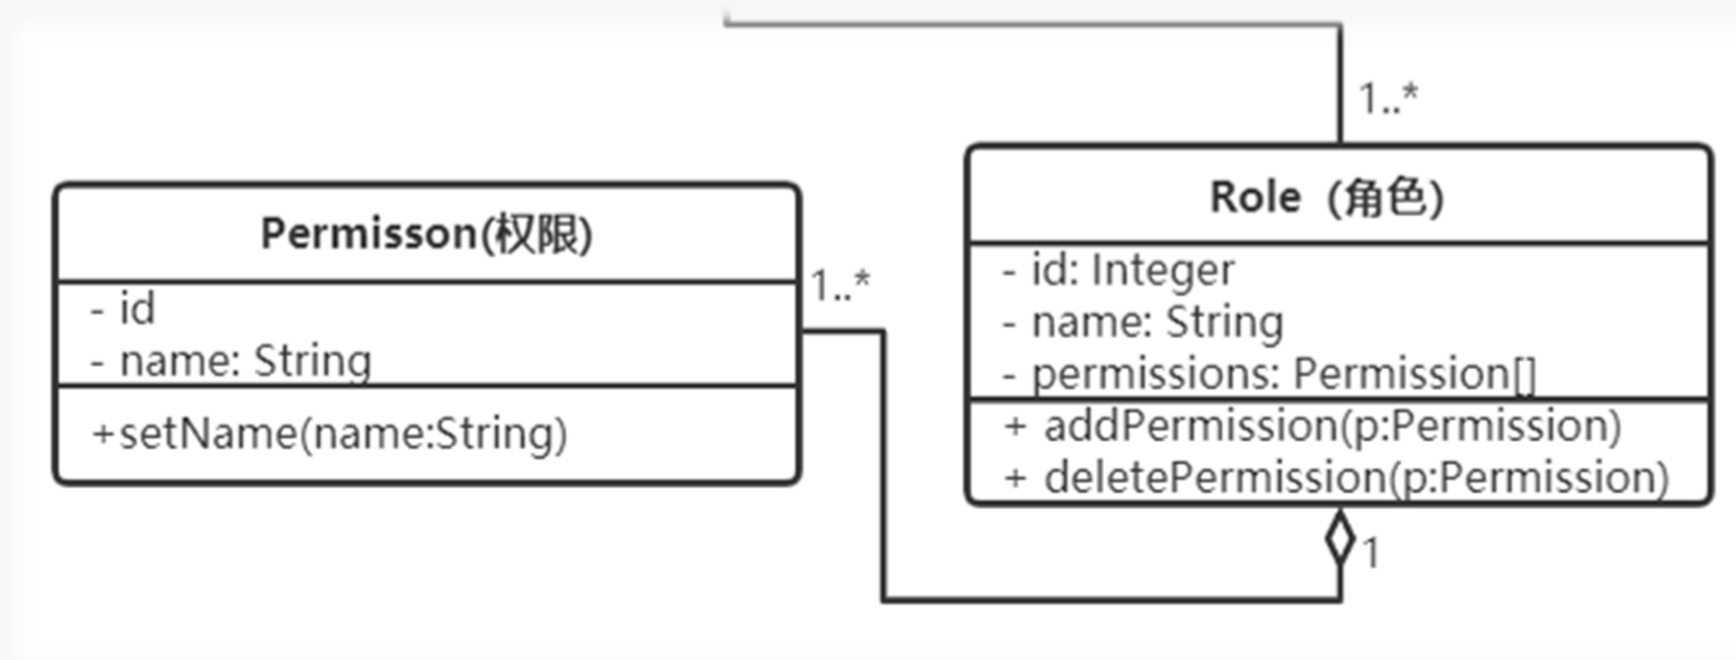 1..*
Permisson(权限)
- id
- name: String
+setName(name:String)
1..*
Role (角色)
- id: Integer
- name: String
- permissions: Permission[]
+ addPermission(p:Permission)
+ deletePermission(p:Permission)
1